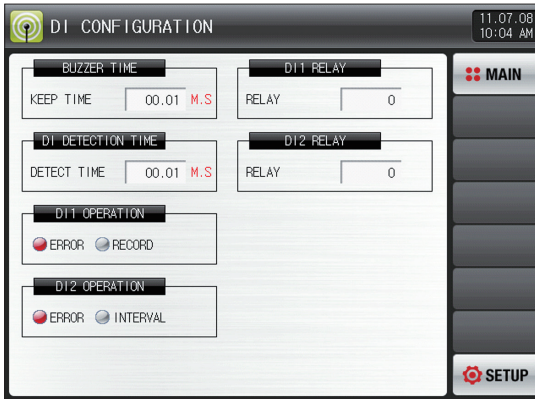 DI CONFIGURATION
11.07.08
10:04 AM
BUZZER TIME
KEEP TIME 00.01 M.S
DI1 RELAY
RELAY 0
DI DETECTION TIME
DETECT TIME 00.01 M.S
DI2 RELAY
RELAY 0
DI1 OPERATION
ERROR RECORD
DI2 OPERATION
ERROR INTERVAL
MAIN
SETUP